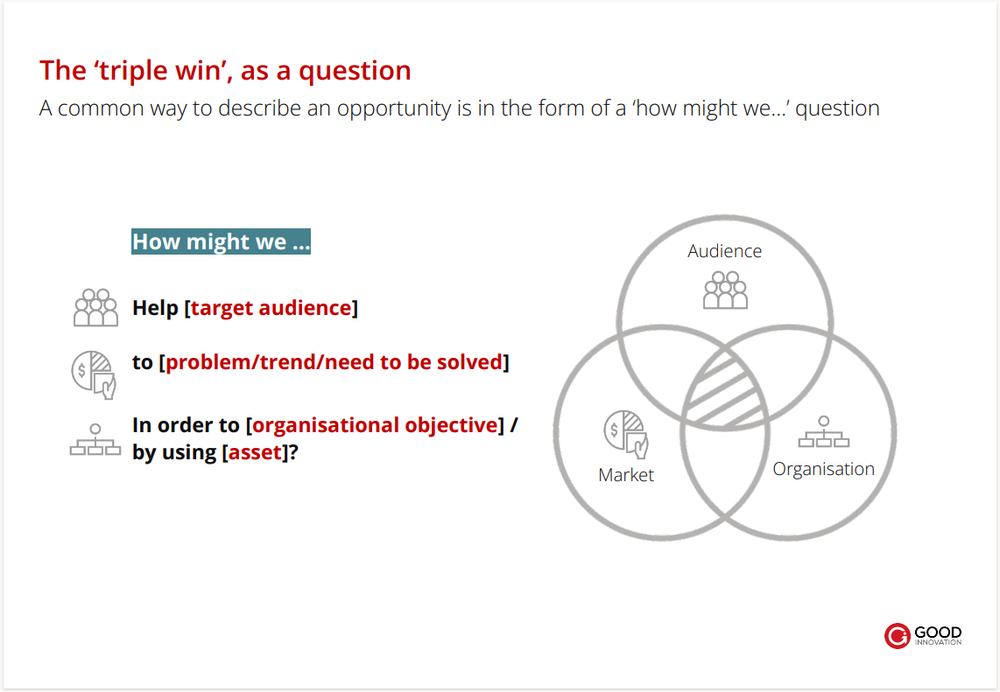 The ‘triple win’, as a question
A common way to describe an opportunity is in the form of a ‘how might we…’ question
How might we …
Help [target audience]
to [problem/trend/need to be solved]
In order to [organisational objective] /
by using [asset]?
Audience
$
Market
$
Organisation
GOOD
INNOVATION